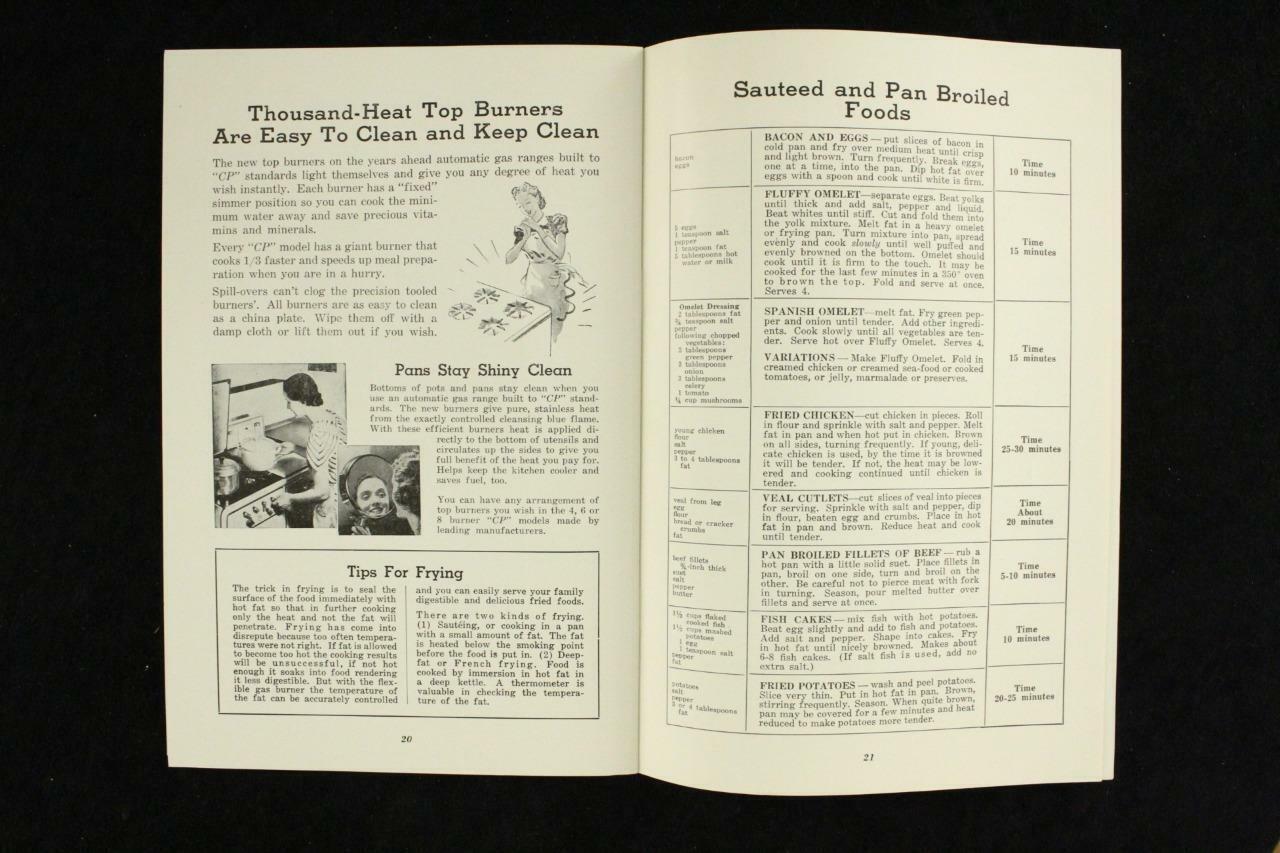 Thousand-Heat Top Burners
Are Easy To Clean and Keep Clean
The new top burners on the years ahead automatic gas ranges built to
"CP" standards light themselves and give you any degree of heat you
wish instantly. Each burner has a "fixed"
simmer position so you can cook the mini-
mum water away and save precious vita-
mins and minerals.
Every "CP" model has a giant burner that
cooks 1/3 faster and speeds up meal prepa-
ration when you are in a hurry.
Spill-overs can't clog the precision tooled
burners'. All burners are as easy to clean
as a china plate. Wipe them off with a
damp cloth or lift them out if you wish.
Pans Stay Shiny Clean
Bottoms of pots and pans stay clean when you
use an automatic gas range built to "CP" stand-
ards. The new burners give pure, stainless heat
from the exactly controlled cleansing blue flame.
With these efficient burners heat is applied di-
rectly to the bottom of utensils and
circulates up the sides to give you
full benefit of the heat you pay for.
Helps keep the kitchen cooler and
saves fuel, too.
You can have any arrangement of
top burners you wish in the 4, 6 or
8 burner "CP" models made by
leading manufacturers.
Tips For Frying
The trick in frying is to seal the
surface of the food immediately with
hot fat so that in further cooking
only the heat and not the fat will
penetrate. Frying has come into
disrepute because too often tempera-
tures were not right. If fat is allowed
to become too hot the cooking results
will be unsuccessful, if not hot
enough it soaks into food rendering
it less digestible. But with the flex-
ible gas burner the temperature of
the fat can be accurately controlled
and you can easily serve your family
digestible and delicious fried foods.
There are two kinds of frying.
(1) Sautéing, or cooking in a pan
with a small amount of fat. The fat
is heated below the smoking point
before the food is put in. (2) Deep-
fat or French frying. Food is
cooked by immersion in hot fat in
a deep kettle. A thermometer is
valuable in checking the tempera-
ture of the fat.
20
Sauteed and Pan Broiled
Foods
bacon
eggs
BACON AND EGGS—put slices of bacon in
cold pan and fry over medium heat until crisp
and light brown. Turn frequently. Break eggs,
one at a time, into the pan. Dip hot fat over
eggs with a spoon and cook until white is firm.
Time
10 minutes
5 eggs
1 teaspoon salt
pepper
1 teaspoon fat
5 tablespoons hot
water or milk
FLUFFY OMELET—separate eggs. Beat yolks
until thick and add salt, pepper and liquid.
Beat whites until stiff. Cut and fold them into
the yolk mixture. Melt fat in a heavy omelet
or frying pan. Turn mixture into pan, spread
evenly and cook slowly until well puffed and
evenly browned on the bottom. Omelet should
cook until it is firm to the touch. It may be
cooked for the last few minutes in a 350° oven
to brown the top. Fold and serve at once.
Serves 4.
Time
15 minutes
Omelet Dressing
2 tablespoons fat
¾ teaspoon salt
pepper
following chopped
vegetables:
3 tablespoons
green pepper
3 tablespoons
onion
3 tablespoons
celery
1 tomato
¾ cup mushrooms
SPANISH OMELET—melt fat. Fry green pep-
per and onion until tender. Add other ingredi-
ents. Cook slowly until all vegetables are ten-
der. Serve hot over Fluffy Omelet. Serves 4.
VARIATIONS—Make Fluffy Omelet. Fold in
creamed chicken or creamed sea-food or cooked
tomatoes, or jelly, marmalade or preserves.
Time
15 minutes
young chicken
flour
salt
pepper
3 to 4 tablespoons
fat
FRIED CHICKEN—cut chicken in pieces. Roll
in flour and sprinkle with salt and pepper. Melt
fat in pan and when hot put in chicken. Brown
on all sides, turning frequently. If young, deli-
cate chicken is used, by the time it is browned
it will be tender. If not, the heat may be low-
ered and cooking continued until chicken is
tender.
Time
25-30 minutes
veal from leg
egg
flour
bread or cracker
crumbs
fat
VEAL CUTLETS—cut slices of veal into pieces
for serving. Sprinkle with salt and pepper, dip
in flour, beaten egg and crumbs. Place in hot
fat in pan and brown. Reduce heat and cook
until tender.
Time
About
20 minutes
beef fillets
¾-inch thick
suet
salt
pepper
butter
PAN BROILED FILLETS OF BEEF—rub a
hot pan with a little solid suet. Place fillets in
pan, broil on one side, turn and broil on the
other. Be careful not to pierce meat with fork
in turning. Season, pour melted butter over
fillets and serve at once.
Time
5-10 minutes
1½ cups flaked
cooked fish
1½ cups mashed
potatoes
1 egg
1 teaspoon salt
pepper
fat
FISH CAKES—mix fish with hot potatoes.
Beat egg slightly and add to fish and potatoes.
Add salt and pepper. Shape into cakes. Fry
in hot fat until nicely browned. Makes about
6-8 fish cakes. (If salt fish is used, add no
extra salt.)
Time
10 minutes
potatoes
salt
pepper
3 or 4 tablespoons
fat
FRIED POTATOES—wash and peel potatoes.
Slice very thin. Put in hot fat in pan. Brown,
stirring frequently. Season. When quite brown,
pan may be covered for a few minutes and heat
reduced to make potatoes more tender.
Time
20-25 minutes
21